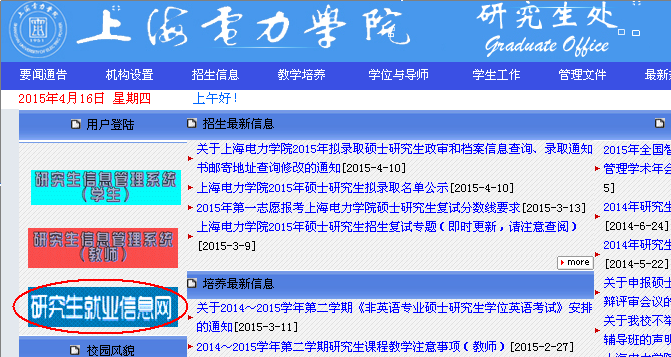 上海电力学院
研究生处
Graduate Office
要闻通告 机构设置 招生信息 教学培养 学位与导师 学生工作 管理文件 最新
2015年4月16日 星期四 上午好!
用户登陆
研究生信息管理系统
(学生)
研究生信息管理系统
(教师)
研究生就业信息网
校园风貌
招生最新信息
关于上海电力学院2015年拟录取硕士研究生政审和档案信息查询、录取通知
书邮寄地址查询修改的通知[2015-4-10]
上海电力学院2015年硕士研究生拟录取名单公示[2015-4-10]
2015年第一志愿报考上海电力学院硕士研究生复试分数线要求[2015-3-13]
上海电力学院2015年硕士研究生招生复试专题(即时更新,请注意查阅)
[2015-3-9]
more
培养最新信息
关于2014~2015学年第二学期《非英语专业硕士研究生学位英语考试》安排
的通知[2015-3-11]
2014~2015学年第二学期研究生课程教学注意事项(教师)[2015-2-27]
2015年全国智
管理学术年会
5]
2014年研究生
[2014-6-24]
2014年研究生
[2014-5-22]
关于申报硕士
辩评审会议的
关于我校不举
辅导班的声明